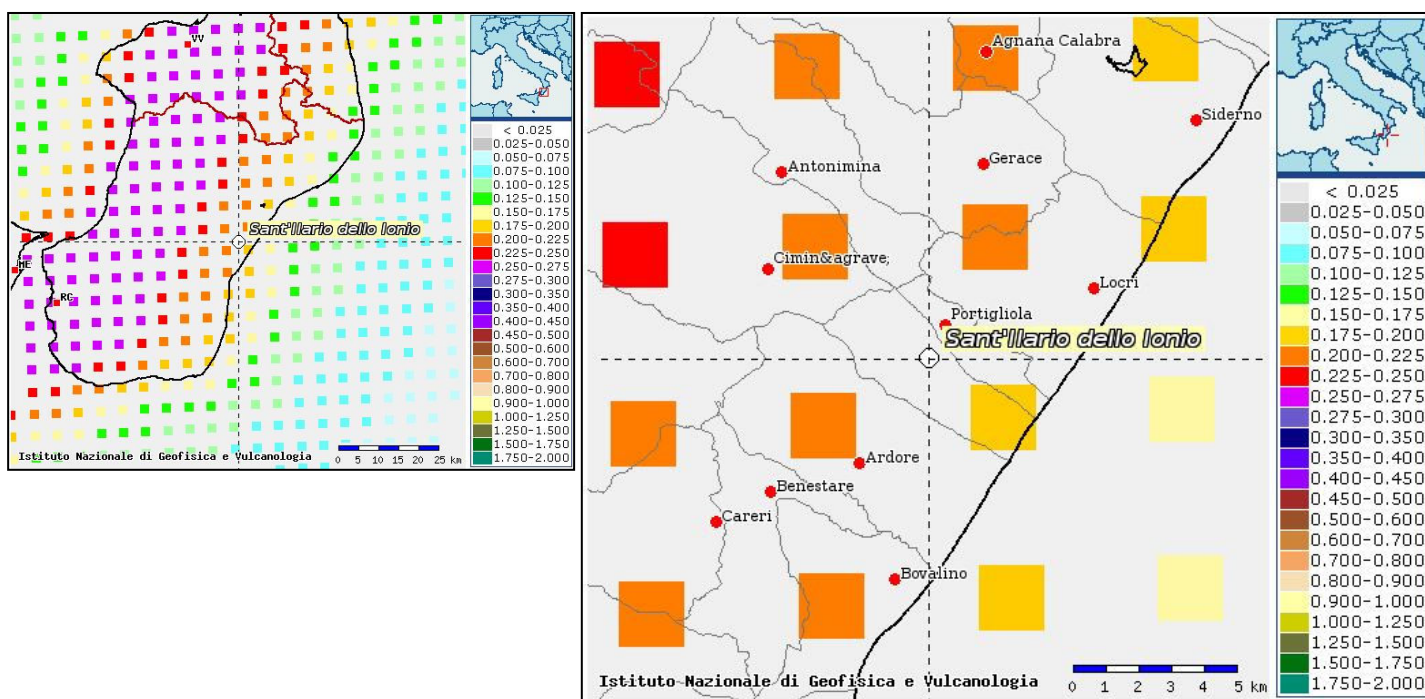 VV
Sant'Ilario dello Ionio
ME
RC
Istituto Nazionale di Geofisica e Vulcanologia
0 5 10 15 20 25 km
< 0.025
0.025-0.050
0.050-0.075
0.075-0.100
0.100-0.125
0.125-0.150
0.150-0.175
0.175-0.200
0.200-0.225
0.225-0.250
0.250-0.275
0.275-0.300
0.300-0.350
0.350-0.400
0.400-0.450
0.450-0.500
0.500-0.600
0.600-0.700
0.700-0.800
0.800-0.900
0.900-1.000
1.000-1.250
1.250-1.500
1.500-1.750
1.750-2.000
Agnana Calabra
Siderno
Antonimina
Gerace
Cimin&agrave;
Locri
Portigliola
Sant'Ilario dello Ionio
Ardore
Benestare
Careri
Bovalino
Istituto Nazionale di Geofisica e Vulcanologia
0 1 2 3 4 5 km
< 0.025
0.025-0.050
0.050-0.075
0.075-0.100
0.100-0.125
0.125-0.150
0.150-0.175
0.175-0.200
0.200-0.225
0.225-0.250
0.250-0.275
0.275-0.300
0.300-0.350
0.350-0.400
0.400-0.450
0.450-0.500
0.500-0.600
0.600-0.700
0.700-0.800
0.800-0.900
0.900-1.000
1.000-1.250
1.250-1.500
1.500-1.750
1.750-2.000